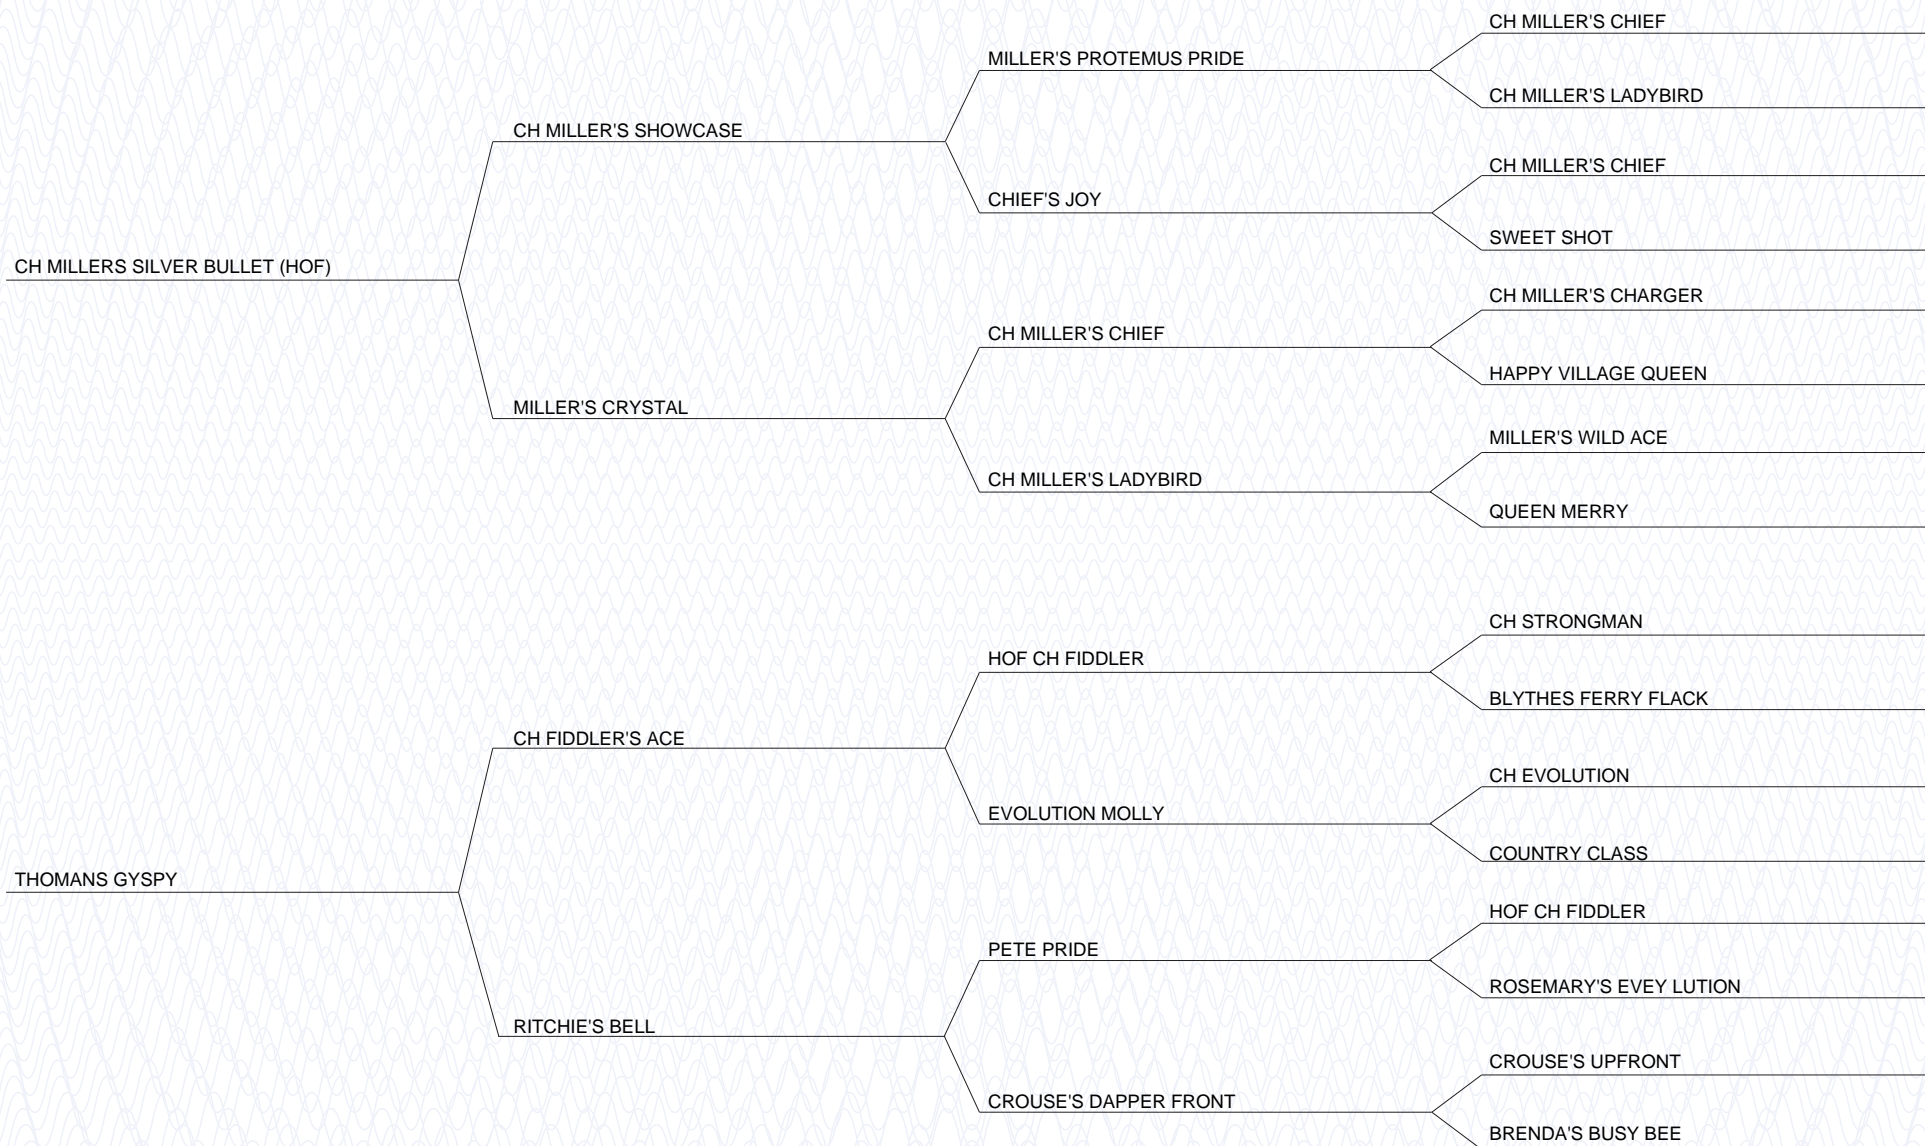 CH MILLER'S CHIEF
MILLER'S PROTEMUS PRIDE
CH MILLER'S LADYBIRD
CH MILLER'S SHOWCASE
CH MILLER'S CHIEF
CHIEF'S JOY
SWEET SHOT
CH MILLERS SILVER BULLET (HOF)
CH MILLER'S CHARGER
CH MILLER'S CHIEF
HAPPY VILLAGE QUEEN
MILLER'S CRYSTAL
MILLER'S WILD ACE
CH MILLER'S LADYBIRD
QUEEN MERRY
CH STRONGMAN
HOF CH FIDDLER
BLYTHES FERRY FLACK
CH FIDDLER'S ACE
CH EVOLUTION
EVOLUTION MOLLY
COUNTRY CLASS
THOMANS GYSPY
HOF CH FIDDLER
PETE PRIDE
ROSEMARY'S EVEY LUTION
RITCHIE'S BELL
CROUSE'S UPFRONT
CROUSE'S DAPPER FRONT
BRENDA'S BUSY BEE